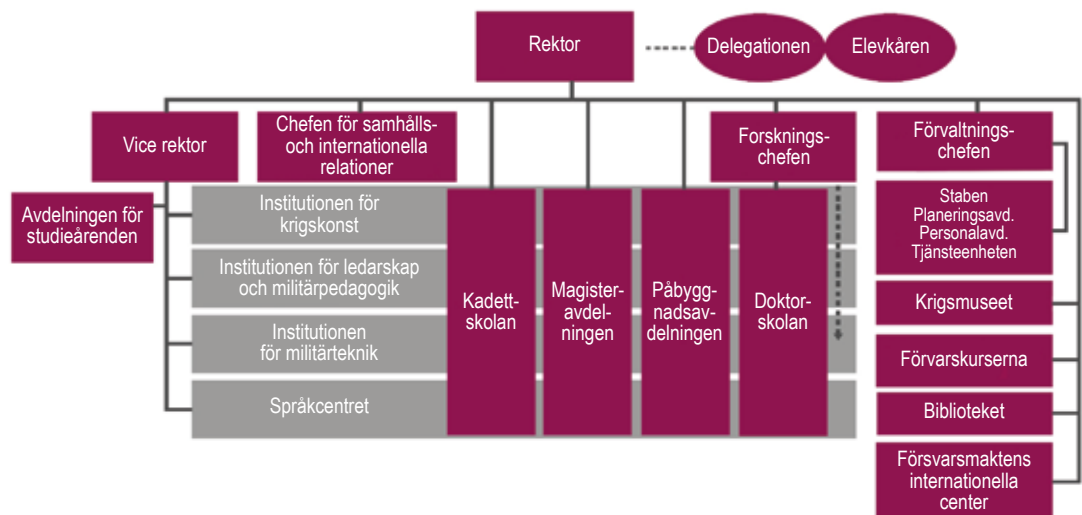 Rektor
Delegationen
Elevkåren
Vice rektor
Chefen för samhälls-
och internationella
relationer
Forsknings-
chefen
Förvaltnings-
chefen
Avdelningen för
studieårenden
Institutionen för
krigskonst
Institutionen för ledarskap
och militärpedagogik
Institutionen
för militärteknik
Språkcentret
Kadett-
skolan
Magister-
avdel-
ningen
Påbygg-
nadsav-
delningen
Doktor-
skolan
Staben
Planeringsavd.
Personalavd.
Tjänsteenheten
Krigsmuseet
Förvarskurserna
Biblioteket
Försvarsmaktens
internationella
center